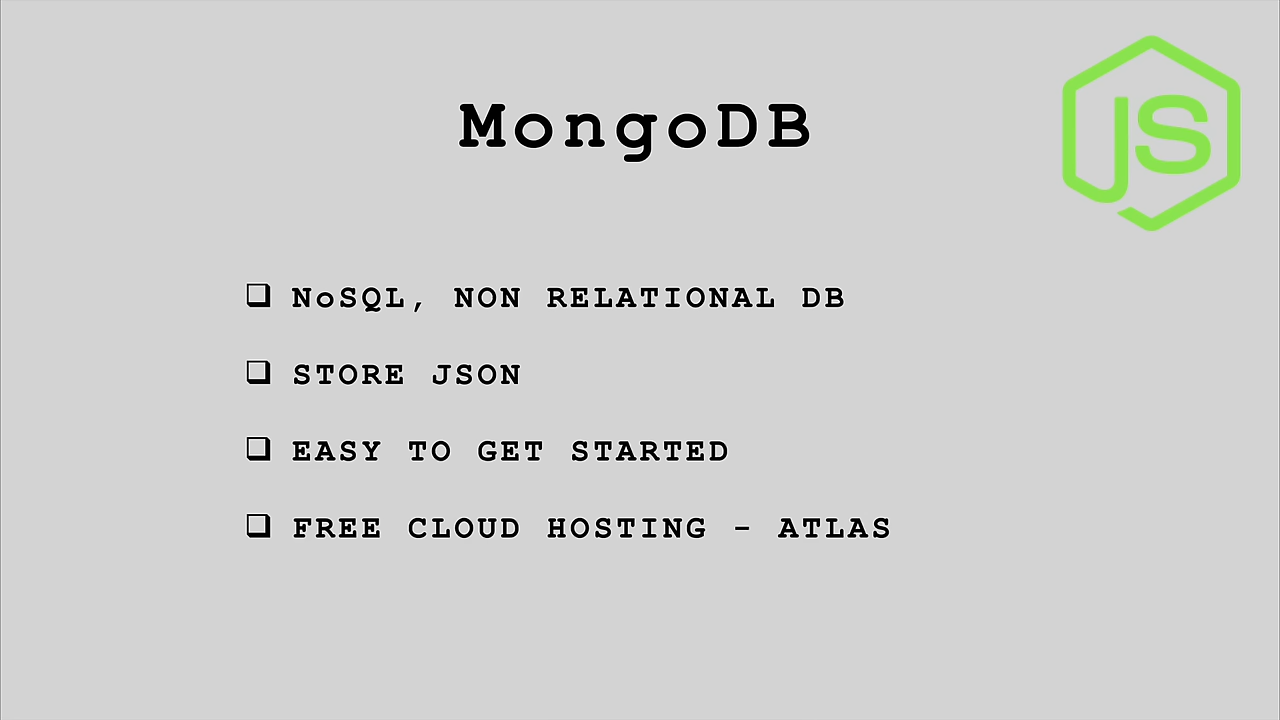 MongoDB
JS
NoSQL, NON RELATIONAL DB
STORE JSON
EASY TO GET STARTED
FREE CLOUD HOSTING - ATLAS